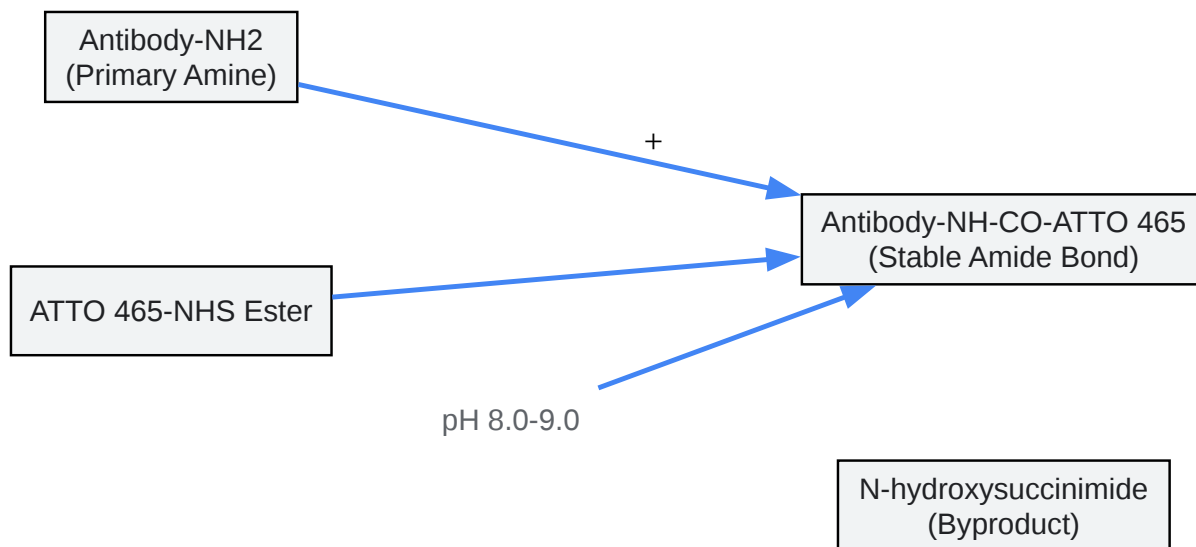 Antibody-NH2
(Primary Amine)
+
Antibody-NH-CO-ATTO 465
(Stable Amide Bond)
ATTO 465-NHS Ester
pH 8.0-9.0
N-hydroxysuccinimide
(Byproduct)